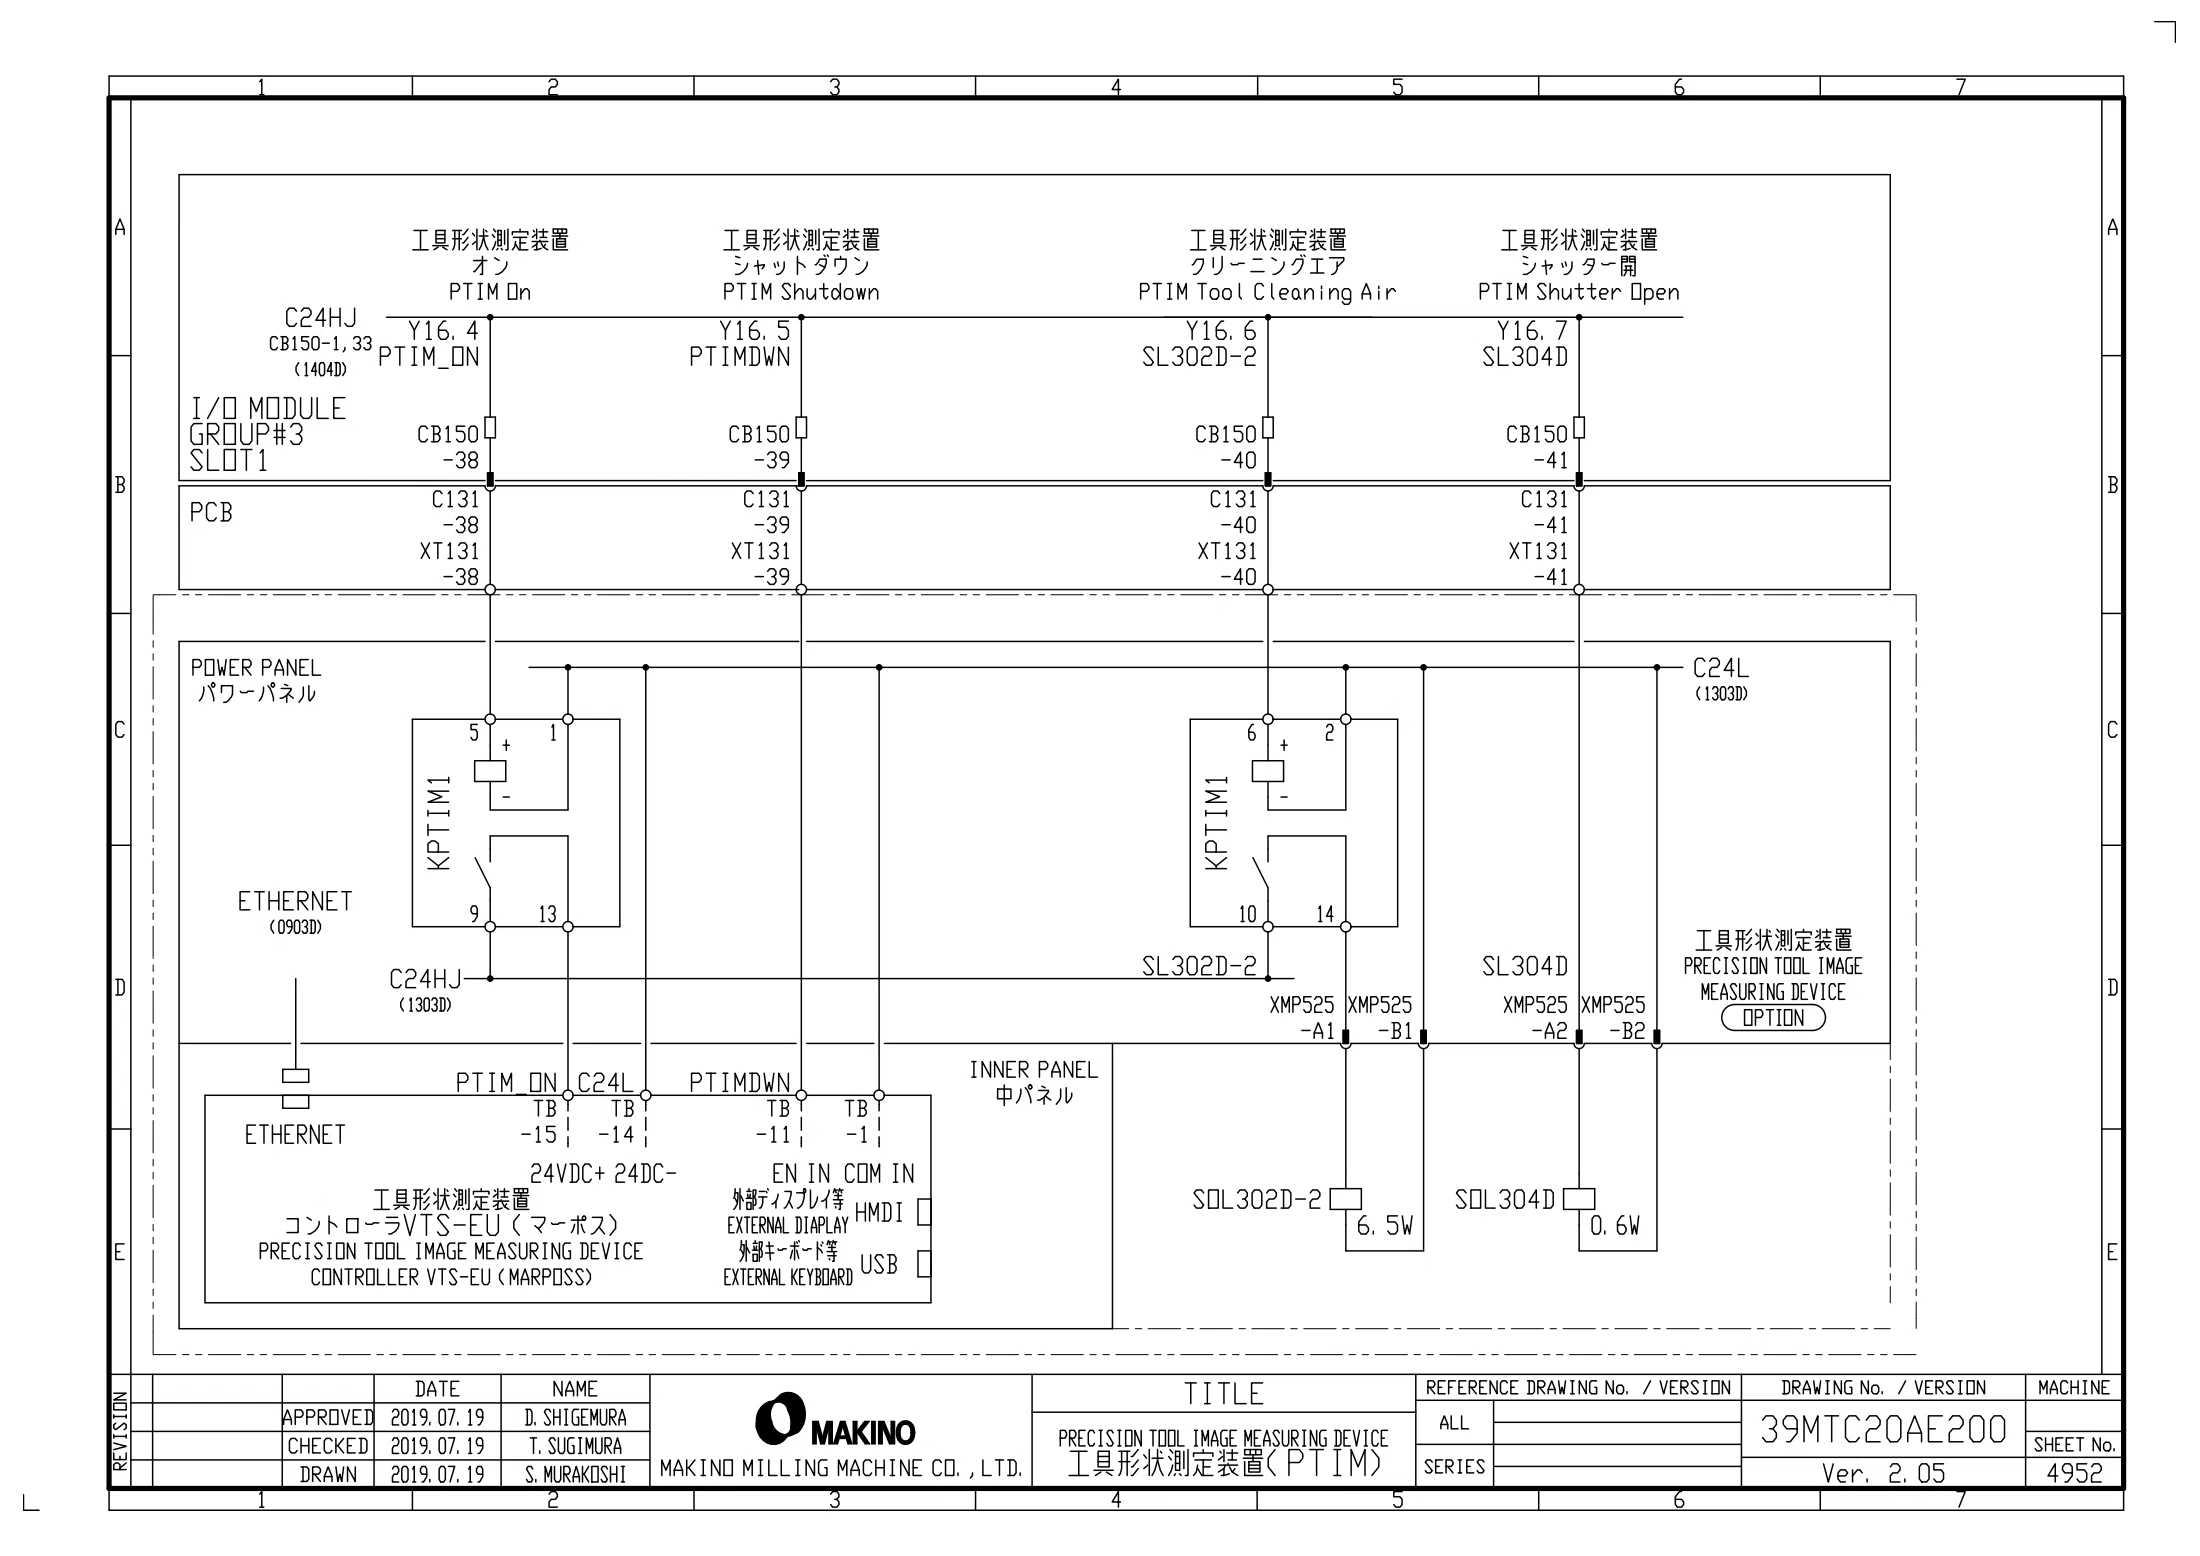 1 2 3 4 5 6 7
A A
工具形状測定装置 工具形状測定装置 工具形状測定装置 工具形状測定装置
オン シャットダウン クリーニングエア シャッター開
PTIM On PTIM Shutdown PTIM Tool Cleaning Air PTIM Shutter Open
C24HJ Y16.4 Y16.5 Y16.6 Y16.7
CB150-1,33 PTIM_ON PTIMDWN SL302D-2 SL304D
(1404D)
I/O MODULE
GROUP#3 CB150 CB150 CB150 CB150
SLOT1 -38 -39 -40 -41
B B
PCB C131 C131 C131 C131
-38 -39 -40 -41
XT131 XT131 XT131 XT131
-38 -39 -40 -41
POWER PANEL C24L
パワーパネル (1303D)
C C
5 1 6 2
+ +
- -
KPTIM1 KPTIM1
9 13 10 14
ETHERNET
(0903D)
工具形状測定装置
C24HJ SL302D-2 SL304D PRECISION TOOL IMAGE
(1303D) MEASURING DEVICE
D D
XMP525 XMP525 XMP525 XMP525 OPTION
-A1 -B1 -A2 -B2
INNER PANEL
中パネル
PTIM_ON C24L PTIMDWN
TB TB TB TB
ETHERNET -15 -14 -11 -1
24VDC+ 24DC- EN IN COM IN
工具形状測定装置 外部ディスプレイ等 HMDI
コントローラVTS-EU(マーポス) EXTERNAL DIAPLAY
PRECISION TOOL IMAGE MEASURING DEVICE 外部キーボード等 USB
CONTROLLER VTS-EU(MARPOSS) EXTERNAL KEYBOARD
SOL302D-2 SOL304D
6.5W 0.6W
E E
REVISION
DATE NAME
APPROVED 2019.07.19 D.SHIGEMURA
CHECKED 2019.07.19 T.SUGIMURA
DRAWN 2019.07.19 S.MURAKOSHI
MAKINO
MAKINO MILLING MACHINE CO.,LTD.
TITLE
PRECISION TOOL IMAGE MEASURING DEVICE
工具形状測定装置(PTIM)
REFERENCE DRAWING No. / VERSION
ALL
SERIES
DRAWING No. / VERSION
39MTC20AE200
Ver. 2.05
MACHINE
SHEET No.
4952
1 2 3 4 5 6 7